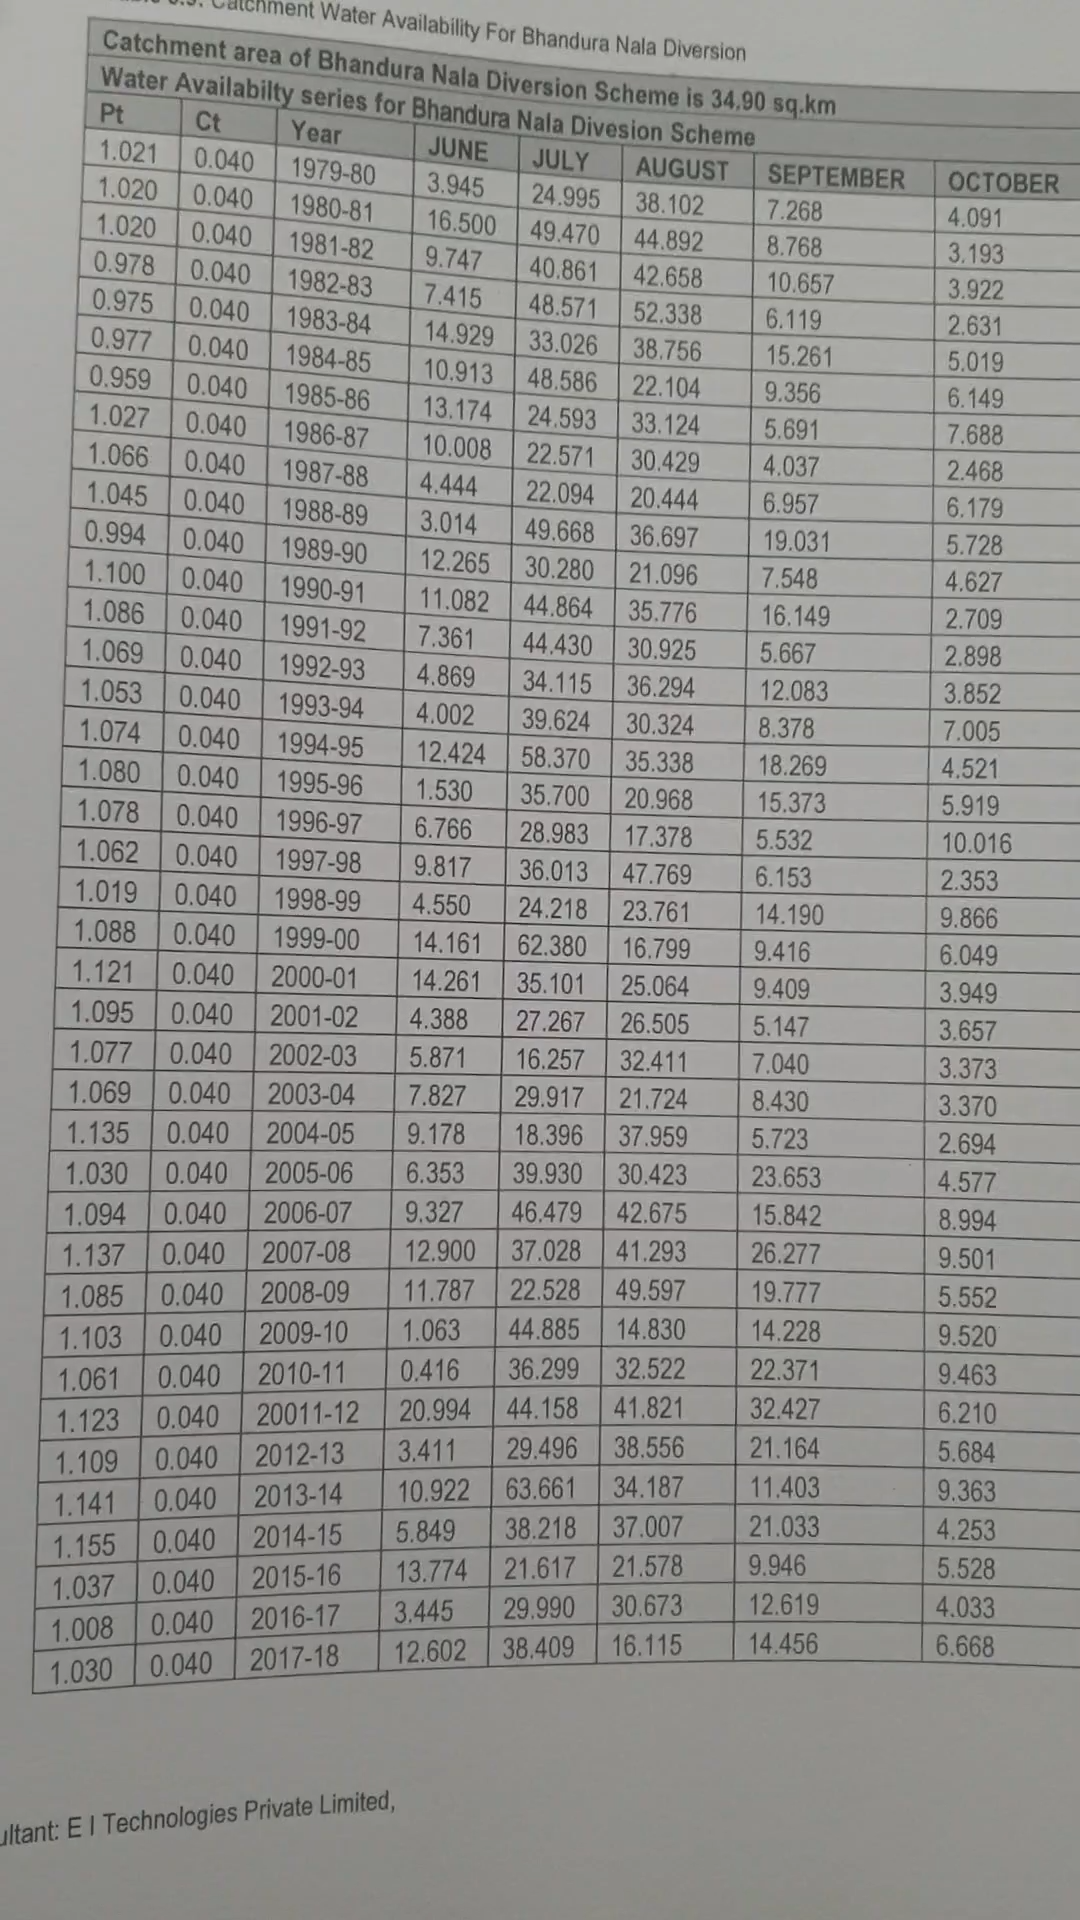 Catchment Water Availability For Bhandura Nala Diversion
Catchment area of Bhandura Nala Diversion Scheme is 34.90 sq.km
Water Availabilty series for Bhandura Nala Divesion Scheme
Pt Ct Year JUNE JULY AUGUST SEPTEMBER OCTOBER
1.021 0.040 1979-80 3.945 24.995 38.102 7.268 4.091
1.020 0.040 1980-81 16.500 49.470 44.892 8.768 3.193
1.020 0.040 1981-82 9.747 40.861 42.658 10.657 3.922
0.978 0.040 1982-83 7.415 48.571 52.338 6.119 2.631
0.975 0.040 1983-84 14.929 33.026 38.756 15.261 5.019
0.977 0.040 1984-85 10.913 48.586 22.104 9.356 6.149
0.959 0.040 1985-86 13.174 24.593 33.124 5.691 7.688
1.027 0.040 1986-87 10.008 22.571 30.429 4.037 2.468
1.066 0.040 1987-88 4.444 22.094 20.444 6.957 6.179
1.045 0.040 1988-89 3.014 49.668 36.697 19.031 5.728
0.994 0.040 1989-90 12.265 30.280 21.096 7.548 4.627
1.100 0.040 1990-91 11.082 44.864 35.776 16.149 2.709
1.086 0.040 1991-92 7.361 44.430 30.925 5.667 2.898
1.069 0.040 1992-93 4.869 34.115 36.294 12.083 3.852
1.053 0.040 1993-94 4.002 39.624 30.324 8.378 7.005
1.074 0.040 1994-95 12.424 58.370 35.338 18.269 4.521
1.080 0.040 1995-96 1.530 35.700 20.968 15.373 5.919
1.078 0.040 1996-97 6.766 28.983 17.378 5.532 10.016
1.062 0.040 1997-98 9.817 36.013 47.769 6.153 2.353
1.019 0.040 1998-99 4.550 24.218 23.761 14.190 9.866
1.088 0.040 1999-00 14.161 62.380 16.799 9.416 6.049
1.121 0.040 2000-01 14.261 35.101 25.064 9.409 3.949
1.095 0.040 2001-02 4.388 27.267 26.505 5.147 3.657
1.077 0.040 2002-03 5.871 16.257 32.411 7.040 3.373
1.069 0.040 2003-04 7.827 29.917 21.724 8.430 3.370
1.135 0.040 2004-05 9.178 18.396 37.959 5.723 2.694
1.030 0.040 2005-06 6.353 39.930 30.423 23.653 4.577
1.094 0.040 2006-07 9.327 46.479 42.675 15.842 8.994
1.137 0.040 2007-08 12.900 37.028 41.293 26.277 9.501
1.085 0.040 2008-09 11.787 22.528 49.597 19.777 5.552
1.103 0.040 2009-10 1.063 44.885 14.830 14.228 9.520
1.061 0.040 2010-11 0.416 36.299 32.522 22.371 9.463
1.123 0.040 20011-12 20.994 44.158 41.821 32.427 6.210
1.109 0.040 2012-13 3.411 29.496 38.556 21.164 5.684
1.141 0.040 2013-14 10.922 63.661 34.187 11.403 9.363
1.155 0.040 2014-15 5.849 38.218 37.007 21.033 4.253
1.037 0.040 2015-16 13.774 21.617 21.578 9.946 5.528
1.008 0.040 2016-17 3.445 29.990 30.673 12.619 4.033
1.030 0.040 2017-18 12.602 38.409 16.115 14.456 6.668
ultant: E I Technologies Private Limited,